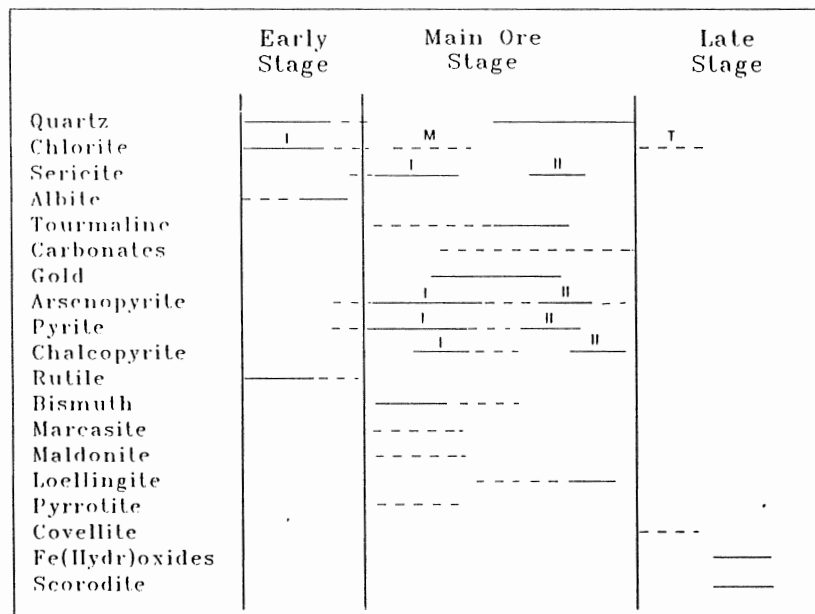 Early Main Ore Late
Stage Stage Stage
Quartz
Chlorite I M T
Sericite I II
Albite
Tourmaline
Carbonates
Gold
Arsenopyrite I II
Pyrite I II
Chalcopyrite I II
Rutile
Bismuth
Marcasite
Maldonite
Loellingite
Pyrrotite
Covellite
Fe(Hydr)oxides
Scorodite